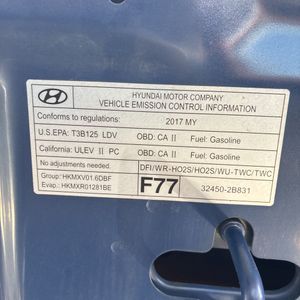 HYUNDAI MOTOR COMPANY
VEHICLE EMISSION CONTROL INFORMATION
Conforms to regulations: 2017 MY
U.S.EPA: T3B125 LDV OBD: CA II Fuel: Gasoline
California: ULEV II PC OBD: CA II Fuel: Gasoline
No adjustments needed. DFI/WR-HO2S/HO2S/WU-TWC/TWC
Group: HKMXV01.6DBF
Evap.: HKMXR01281BE F77 32450-2B831